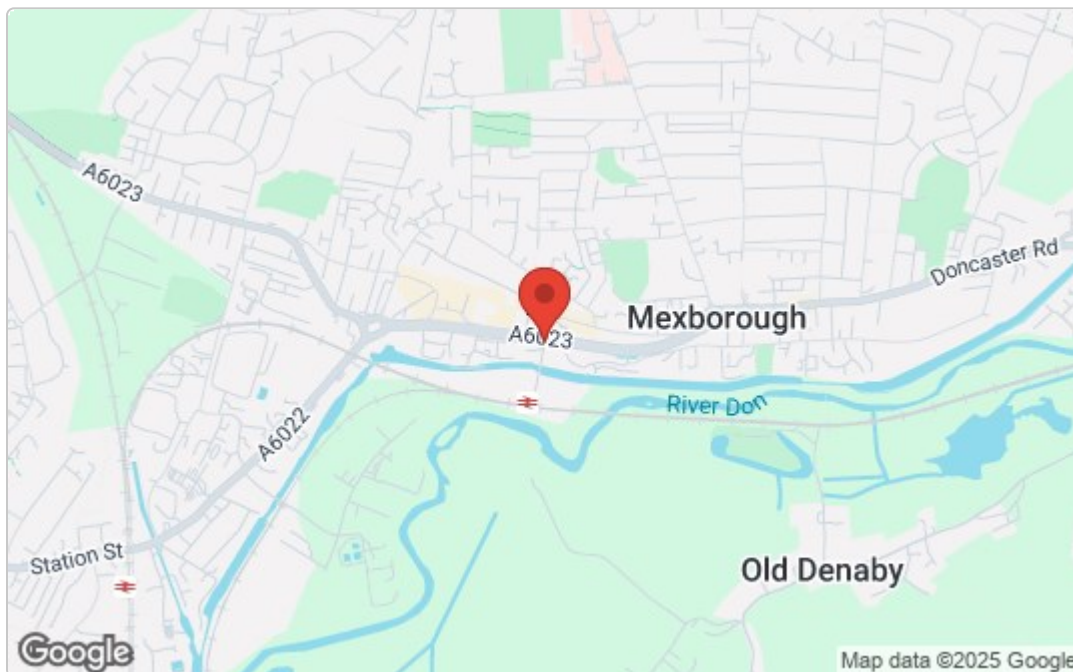 A6023
Doncaster Rd
Mexborough
A6023
River Don
A6022
Station St
Old Denaby
Google
Map data ©2025 Google